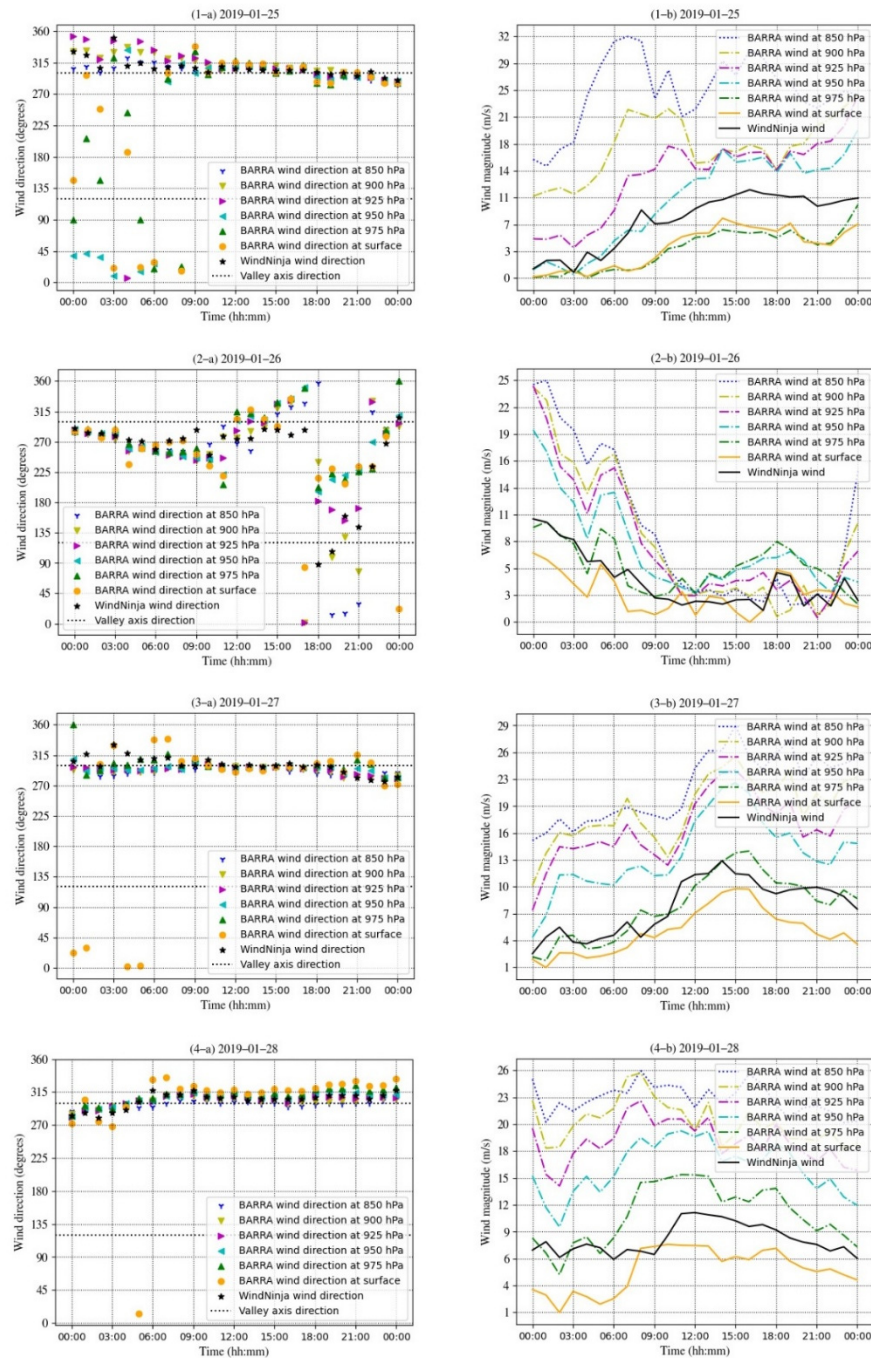 (1–a) 2019–01–25
Wind direction (degrees)
360
315
270
225
180
135
90
45
0
BARRA wind direction at 850 hPa
BARRA wind direction at 900 hPa
BARRA wind direction at 925 hPa
BARRA wind direction at 950 hPa
BARRA wind direction at 975 hPa
BARRA wind direction at surface
WindNinja wind direction
Valley axis direction
00:00 03:00 06:00 09:00 12:00 15:00 18:00 21:00 00:00
Time (hh:mm)
(1–b) 2019–01–25
Wind magnitude (m/s)
32
28
25
21
18
14
11
7
3
0
BARRA wind at 850 hPa
BARRA wind at 900 hPa
BARRA wind at 925 hPa
BARRA wind at 950 hPa
BARRA wind at 975 hPa
BARRA wind at surface
WindNinja wind
00:00 03:00 06:00 09:00 12:00 15:00 18:00 21:00 00:00
Time (hh:mm)
(2–a) 2019–01–26
Wind direction (degrees)
360
315
270
225
180
135
90
45
0
BARRA wind direction at 850 hPa
BARRA wind direction at 900 hPa
BARRA wind direction at 925 hPa
BARRA wind direction at 950 hPa
BARRA wind direction at 975 hPa
BARRA wind direction at surface
WindNinja wind direction
Valley axis direction
00:00 03:00 06:00 09:00 12:00 15:00 18:00 21:00 00:00
Time (hh:mm)
(2–b) 2019–01–26
Wind magnitude (m/s)
25
22
19
16
14
11
8
5
3
0
BARRA wind at 850 hPa
BARRA wind at 900 hPa
BARRA wind at 925 hPa
BARRA wind at 950 hPa
BARRA wind at 975 hPa
BARRA wind at surface
WindNinja wind
00:00 03:00 06:00 09:00 12:00 15:00 18:00 21:00 00:00
Time (hh:mm)
(3–a) 2019–01–27
Wind direction (degrees)
360
315
270
225
180
135
90
45
0
BARRA wind direction at 850 hPa
BARRA wind direction at 900 hPa
BARRA wind direction at 925 hPa
BARRA wind direction at 950 hPa
BARRA wind direction at 975 hPa
BARRA wind direction at surface
WindNinja wind direction
Valley axis direction
00:00 03:00 06:00 09:00 12:00 15:00 18:00 21:00 00:00
Time (hh:mm)
(3–b) 2019–01–27
Wind magnitude (m/s)
29
26
23
19
16
13
10
7
4
1
BARRA wind at 850 hPa
BARRA wind at 900 hPa
BARRA wind at 925 hPa
BARRA wind at 950 hPa
BARRA wind at 975 hPa
BARRA wind at surface
WindNinja wind
00:00 03:00 06:00 09:00 12:00 15:00 18:00 21:00 00:00
Time (hh:mm)
(4–a) 2019–01–28
Wind direction (degrees)
360
315
270
225
180
135
90
45
0
BARRA wind direction at 850 hPa
BARRA wind direction at 900 hPa
BARRA wind direction at 925 hPa
BARRA wind direction at 950 hPa
BARRA wind direction at 975 hPa
BARRA wind direction at surface
WindNinja wind direction
Valley axis direction
00:00 03:00 06:00 09:00 12:00 15:00 18:00 21:00 00:00
Time (hh:mm)
(4–b) 2019–01–28
Wind magnitude (m/s)
26
23
20
18
15
12
9
6
4
1
BARRA wind at 850 hPa
BARRA wind at 900 hPa
BARRA wind at 925 hPa
BARRA wind at 950 hPa
BARRA wind at 975 hPa
BARRA wind at surface
WindNinja wind
00:00 03:00 06:00 09:00 12:00 15:00 18:00 21:00 00:00
Time (hh:mm)